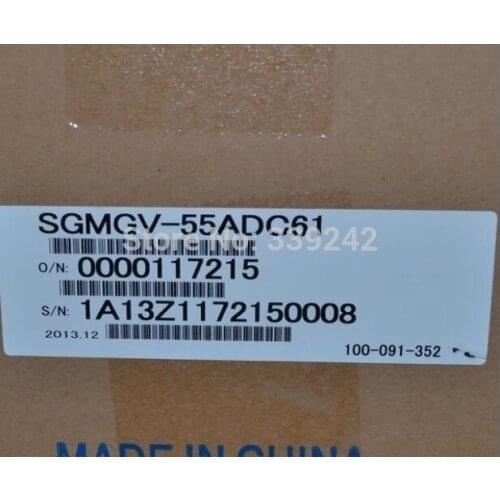 SGMGV-55ADC61
Store No: 339242
O/N: 0000117215
S/N: 1A13Z1172150008
2013.12
100-091-352
MADE IN CHINA